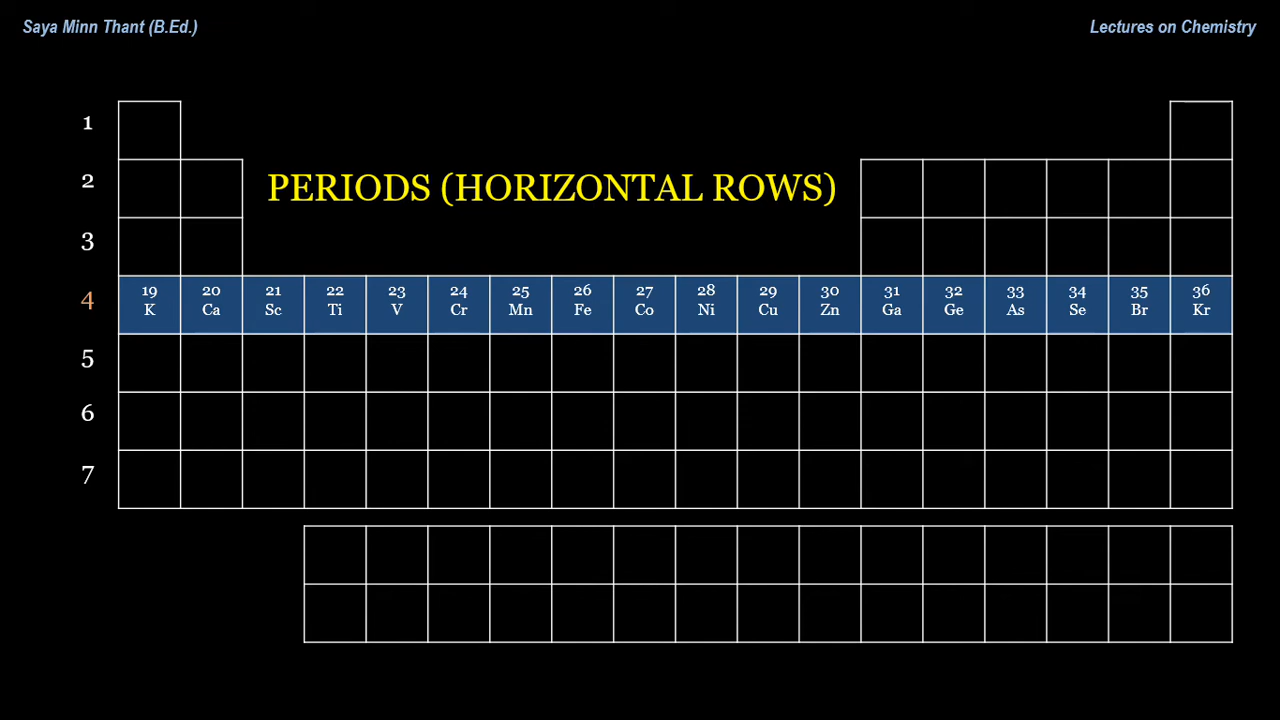 Saya Minn Thant (B.Ed.)
Lectures on Chemistry
1
2
PERIODS (HORIZONTAL ROWS)
3
4
19 20 21 22 23 24 25 26 27 28 29 30 31 32 33 34 35 36
K Ca Sc Ti V Cr Mn Fe Co Ni Cu Zn Ga Ge As Se Br Kr
5
6
7